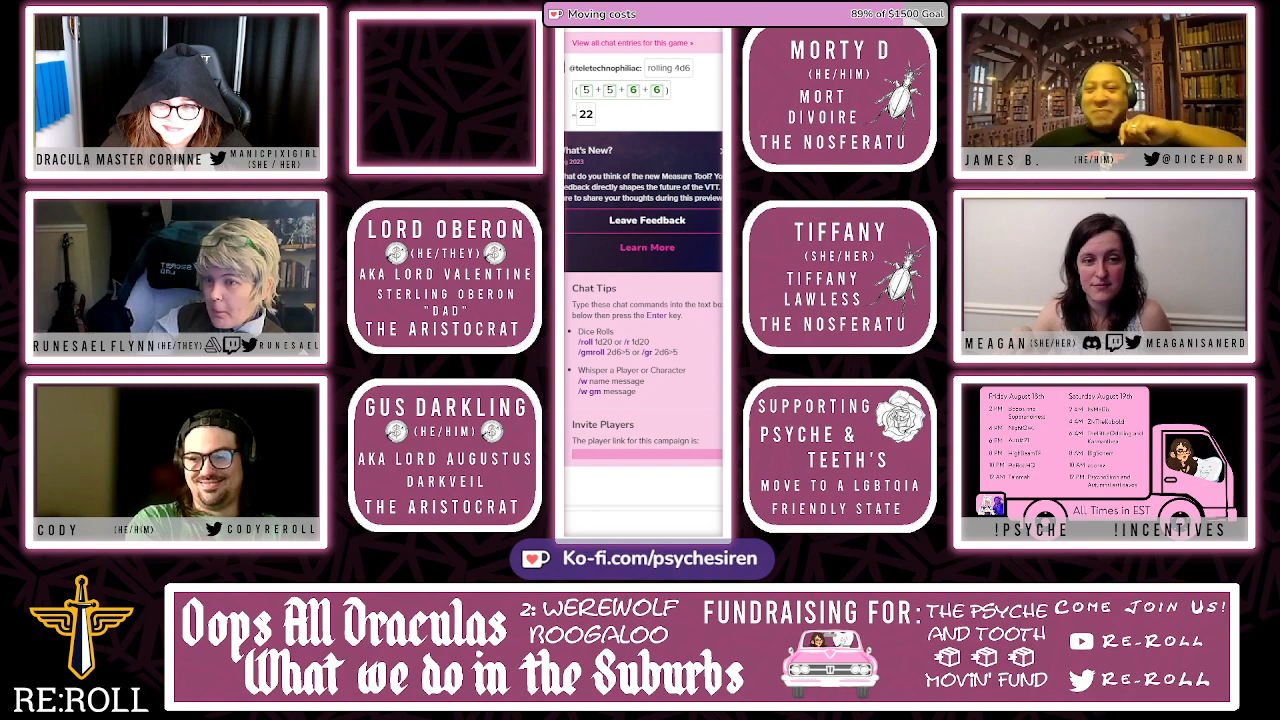 Moving costs
89% of $1500 Goal
DRACULA MASTER CORINNE
MANICPIXIGIRL
(SHE / HER)
View all chat entries for this game »
@teletechnophiliac: rolling 4d6
(5 + 5 + 6 + 6)
22
hat's New?
2023
hat do you think of the new Measure Tool? Yo
edback directly shapes the future of the VTT.
re to share your thoughts during this preview
Leave Feedback
Learn More
Chat Tips
Type these chat commands into the text bo
below then press the Enter key.
Dice Rolls
/roll 1d20 or /r 1d20
/gmroll 2d6>5 or /gr 2d6>5
Whisper a Player or Character
/w name message
/w gm message
Invite Players
The player link for this campaign is:
MORTY D
(HE/HIM)
MORT
DIVOIRE
THE NOSFERATU
JAMES B. (HE/HIM) @DICEPORN
RUNESAELFLYNN (HE/THEY) RUNESAEL
LORD OBERON
(HE/THEY)
AKA LORD VALENTINE
STERLING OBERON
"DAD"
THE ARISTOCRAT
TIFFANY
(SHE/HER)
TIFFANY
LAWLESS
THE NOSFERATU
MEAGAN (SHE/HER) MEAGANISANERD
CODY (HE/HIM) CODYREROLL
GUS DARKLING
(HE/HIM)
AKA LORD AUGUSTUS
DARKVEIL
THE ARISTOCRAT
SUPPORTING
PSYCHE &
TEETH'S
MOVE TO A LGBTQIA
FRIENDLY STATE
Friday August 18th
Saturday August 19th
All Times in EST
!PSYCHE !INCENTIVES
Ko-fi.com/psychesiren
RE:ROLL
Oops All Draculas
2: WEREWOLF
BOOGALOO
What we do in the Suburbs
FUNDRAISING FOR:
THE PSYCHE
AND TOOTH
MOVIN' FUND
COME JOIN US!
RE-ROLL
RE-ROLL